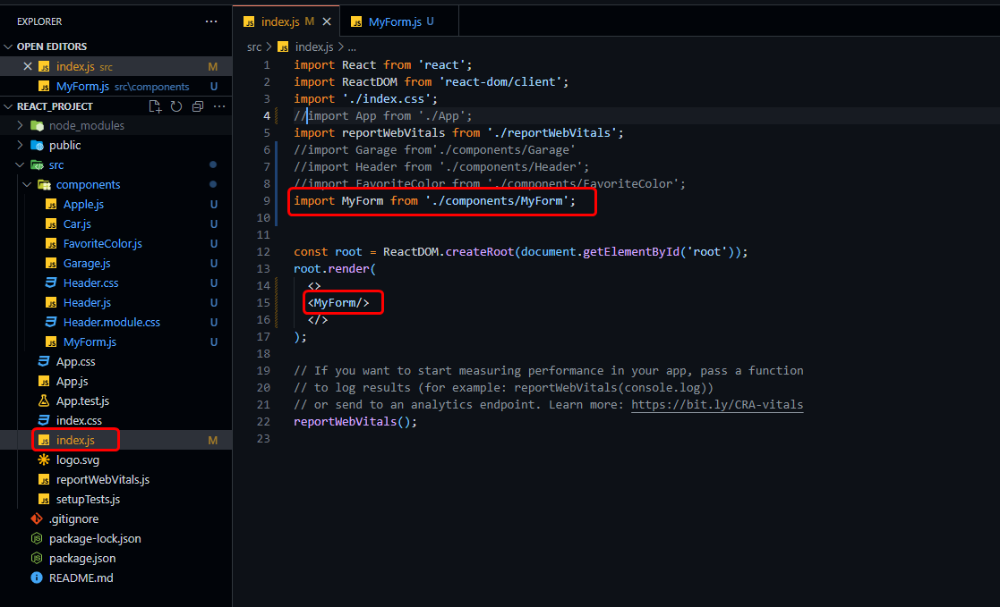 EXPLORER
OPEN EDITORS
index.js src M
MyForm.js src\components U
REACT_PROJECT
node_modules
public
src
components
Apple.js U
Car.js U
FavoriteColor.js U
Garage.js U
Header.css U
Header.js U
Header.module.css U
MyForm.js U
App.css
App.js
App.test.js
index.css
index.js M
logo.svg
reportWebVitals.js
setupTests.js
.gitignore
package-lock.json
package.json
README.md
index.js M
MyForm.js U
src > index.js > ...
1 import React from 'react';
2 import ReactDOM from 'react-dom/client';
3 import './index.css';
4 //import App from './App';
5 import reportWebVitals from './reportWebVitals';
6 //import Garage from'./components/Garage'
7 //import Header from './components/Header';
8 //import FavoriteColor from './components/FavoriteColor';
9 import MyForm from './components/MyForm';
10
11
12 const root = ReactDOM.createRoot(document.getElementById('root'));
13 root.render(
14 <>
15 <MyForm/>
16 </>
17 );
18
19 // If you want to start measuring performance in your app, pass a function
20 // to log results (for example: reportWebVitals(console.log))
21 // or send to an analytics endpoint. Learn more: https://bit.ly/CRA-vitals
22 reportWebVitals();
23